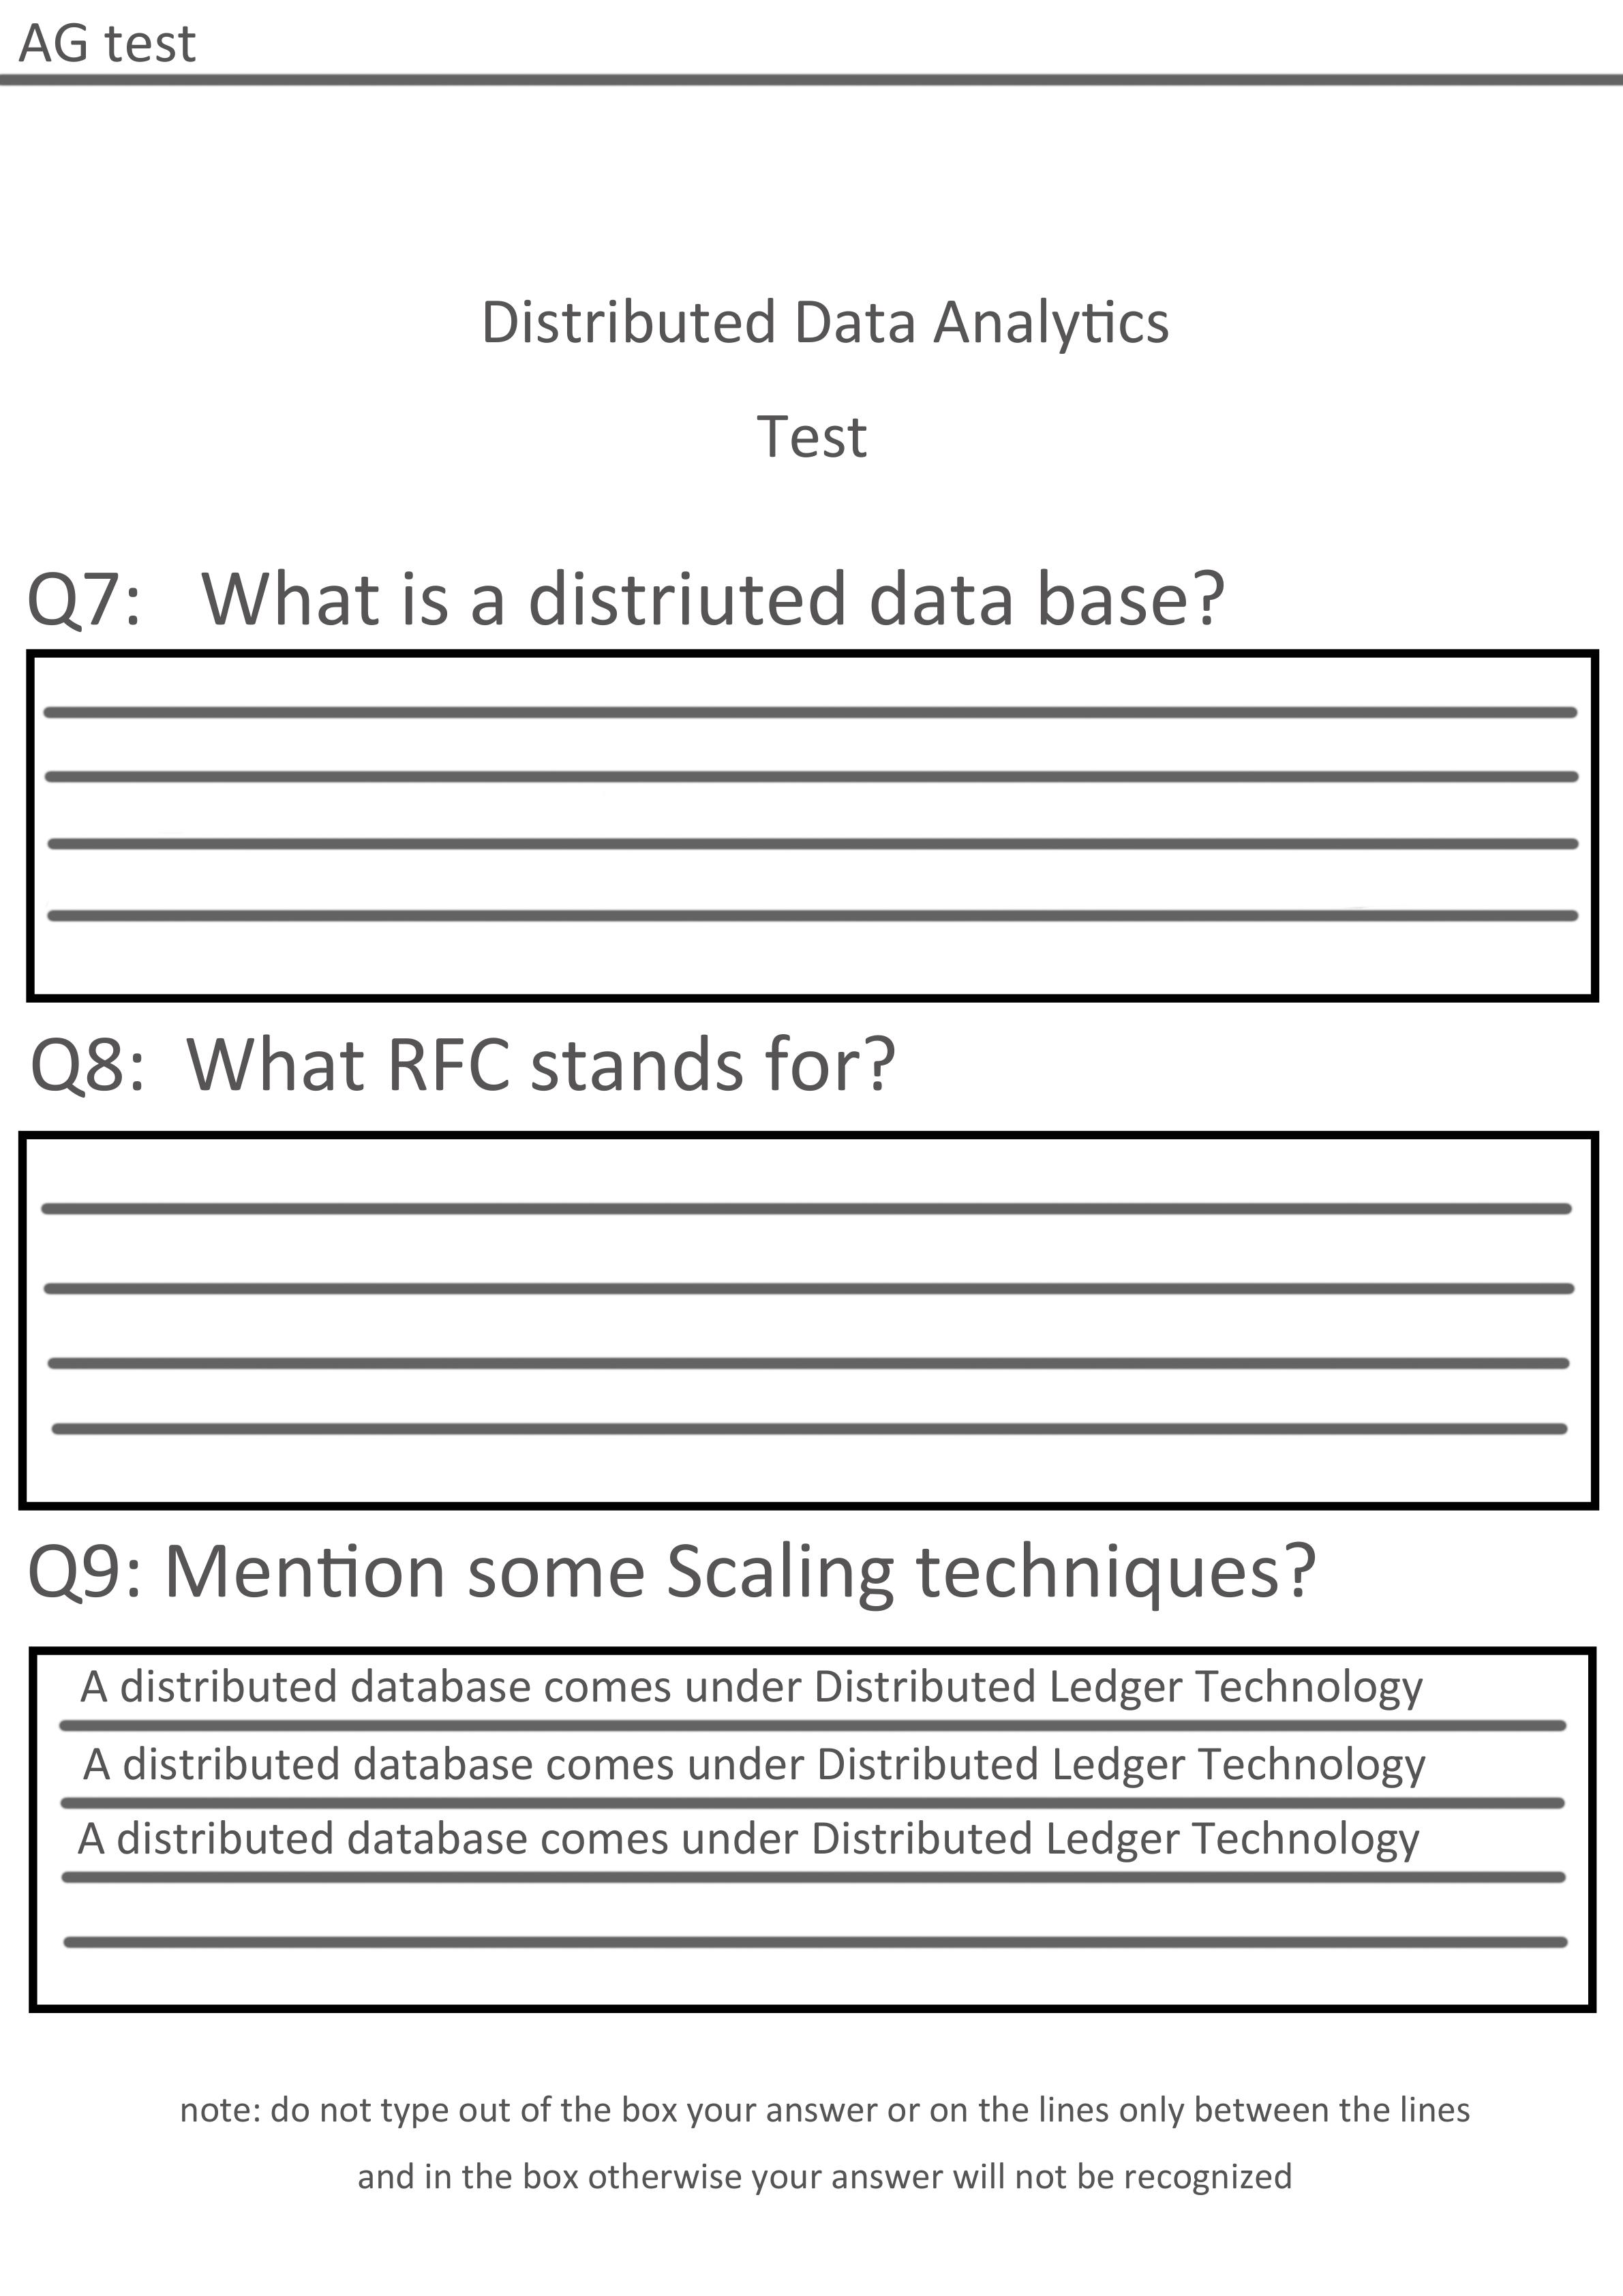 AG test
Distributed Data Analytics
Test
Q7: What is a distriuted data base?
Q8: What RFC stands for?
Q9: Mention some Scaling techniques?
A distributed database comes under Distributed Ledger Technology
A distributed database comes under Distributed Ledger Technology
A distributed database comes under Distributed Ledger Technology
note: do not type out of the box your answer or on the lines only between the lines
and in the box otherwise your answer will not be recognized